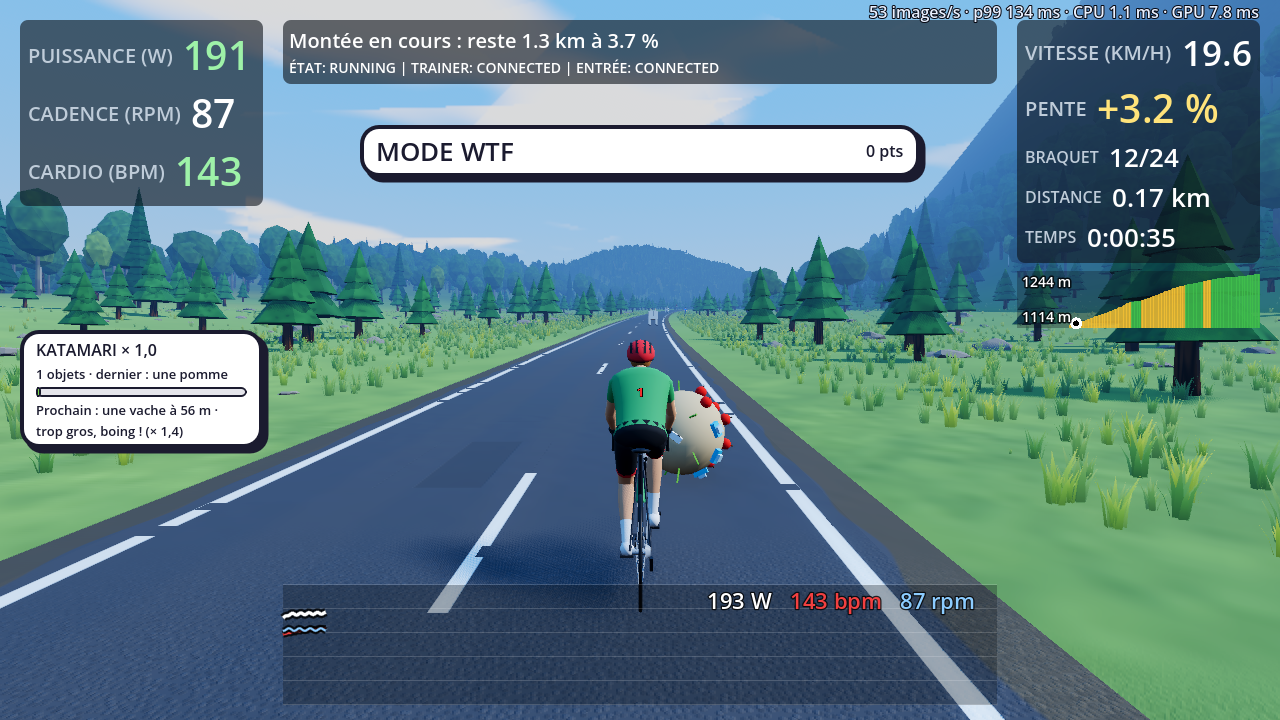 53 images/s · p99 134 ms · CPU 1.1 ms · GPU 7.8 ms
PUISSANCE (W) 191
CADENCE (RPM) 87
CARDIO (BPM) 143
Montée en cours : reste 1.3 km à 3.7 %
ÉTAT: RUNNING | TRAINER: CONNECTED | ENTRÉE: CONNECTED
MODE WTF 0 pts
VITESSE (KM/H) 19.6
PENTE +3.2 %
BRAQUET 12/24
DISTANCE 0.17 km
TEMPS 0:00:35
1244 m
1114 m
KATAMARI × 1,0
1 objets · dernier : une pomme
Prochain : une vache à 56 m ·
trop gros, boing ! (× 1,4)
1
193 W 143 bpm 87 rpm